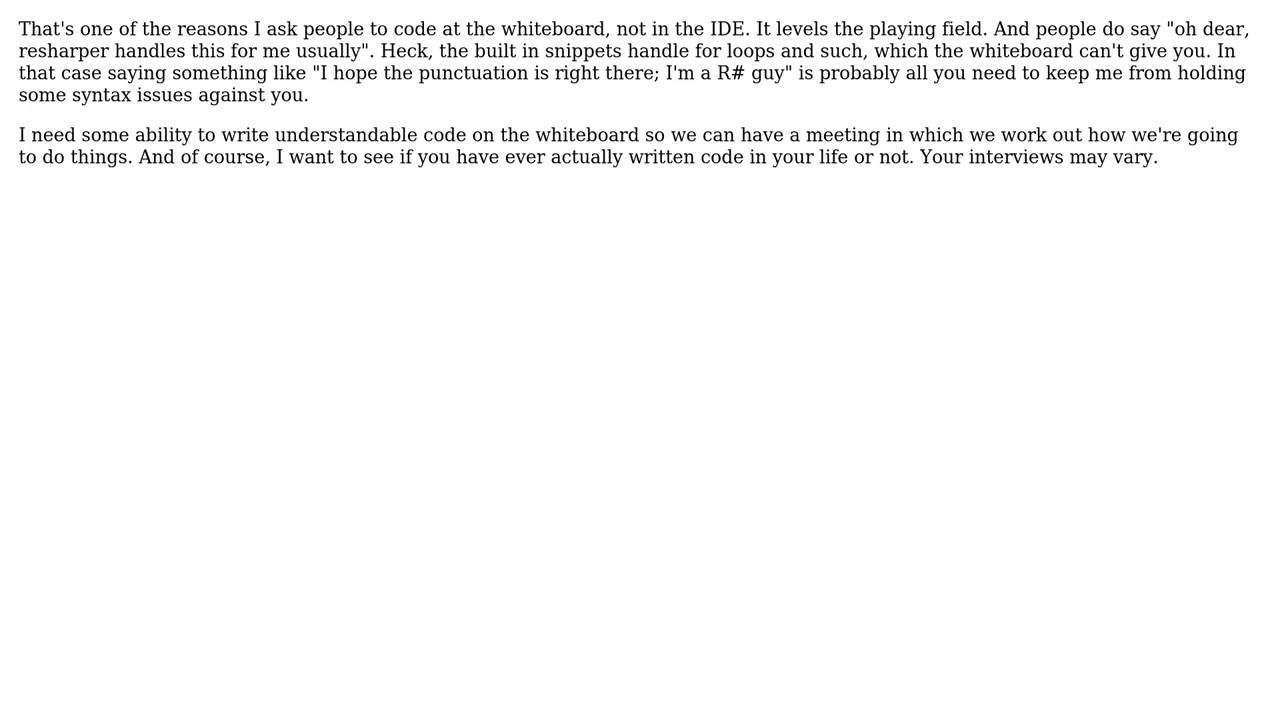 That's one of the reasons I ask people to code at the whiteboard, not in the IDE. It levels the playing field. And people do say "oh dear,
resharper handles this for me usually". Heck, the built in snippets handle for loops and such, which the whiteboard can't give you. In
that case saying something like "I hope the punctuation is right there; I'm a R# guy" is probably all you need to keep me from holding
some syntax issues against you.
I need some ability to write understandable code on the whiteboard so we can have a meeting in which we work out how we're going
to do things. And of course, I want to see if you have ever actually written code in your life or not. Your interviews may vary.